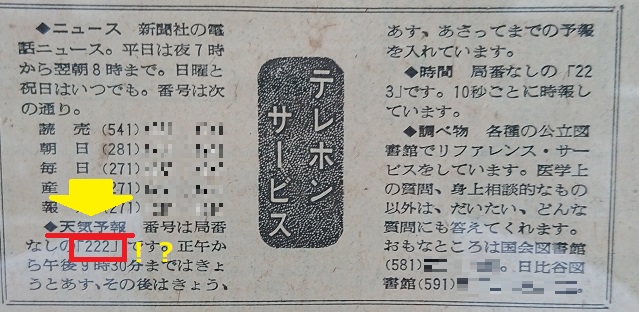 ◆ニュース　新聞社の電
話ニュース。平日は夜７時
から翌朝８時まで。日曜と
祝日はいつでも。番号は次
の通り。
読　売（541）
朝　日（281）
毎　日（271）
産　　（271）
報　　（271）
◆天気予報　番号は局番
なしの「222」です。正午か
ら午後９時30分まではきょ
うとあす、その後はきょう、
!?
テレホン
サービス
あす、あさってまでの予報
を入れています。
◆時間　局番なしの「22
3」です。10秒ごとに時報し
ています。
◆調べ物　各種の公立図
書館でリファレンス・サー
ビスをしています。医学上
の質問、身上相談的なもの
以外は、だいたい、どんな
質問にも答えてくれます。
おもなところは国会図書館
（581）　　　　。日比谷図
書館（591）　　　　。